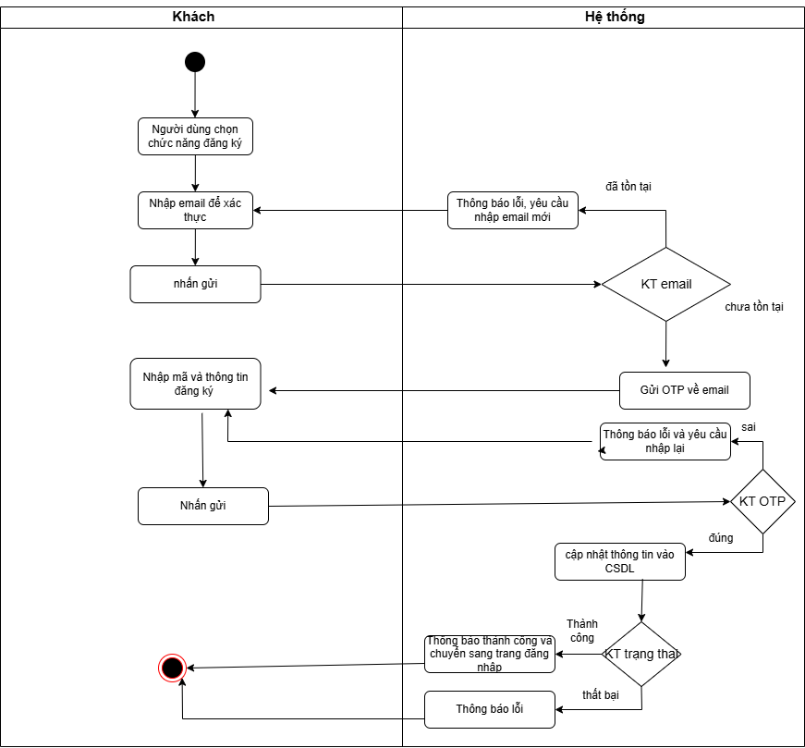 Khách
Hệ thống
Người dùng chọn
chức năng đăng ký
Nhập email để xác
thực
Thông báo lỗi, yêu cầu
nhập email mới
đã tồn tại
nhấn gửi
KT email
chưa tồn tại
Nhập mã và thông tin
đăng ký
Gửi OTP về email
Thông báo lỗi và yêu cầu
nhập lại
sai
Nhấn gửi
KT OTP
đúng
cập nhật thông tin vào
CSDL
Thành
công
Thông báo thành công và
chuyển sang trang đăng
nhập
KT trạng thái
thất bại
Thông báo lỗi